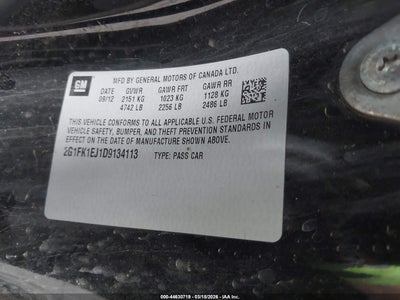 GM
MFD BY GENERAL MOTORS OF CANADA LTD.
DATE GVWR GAWR FRT GAWR RR
09/12 2151 KG 1023 KG 1128 KG
4742 LB 2256 LB 2486 LB
THIS VEHICLE CONFORMS TO ALL APPLICABLE U.S. FEDERAL MOTOR
VEHICLE SAFETY, BUMPER, AND THEFT PREVENTION STANDARDS IN
EFFECT ON THE DATE OF MANUFACTURE SHOWN ABOVE.
2G1FK1EJ1D9134113 TYPE: PASS CAR
000-44630719 - 03/18/2026 - IAA, Inc.